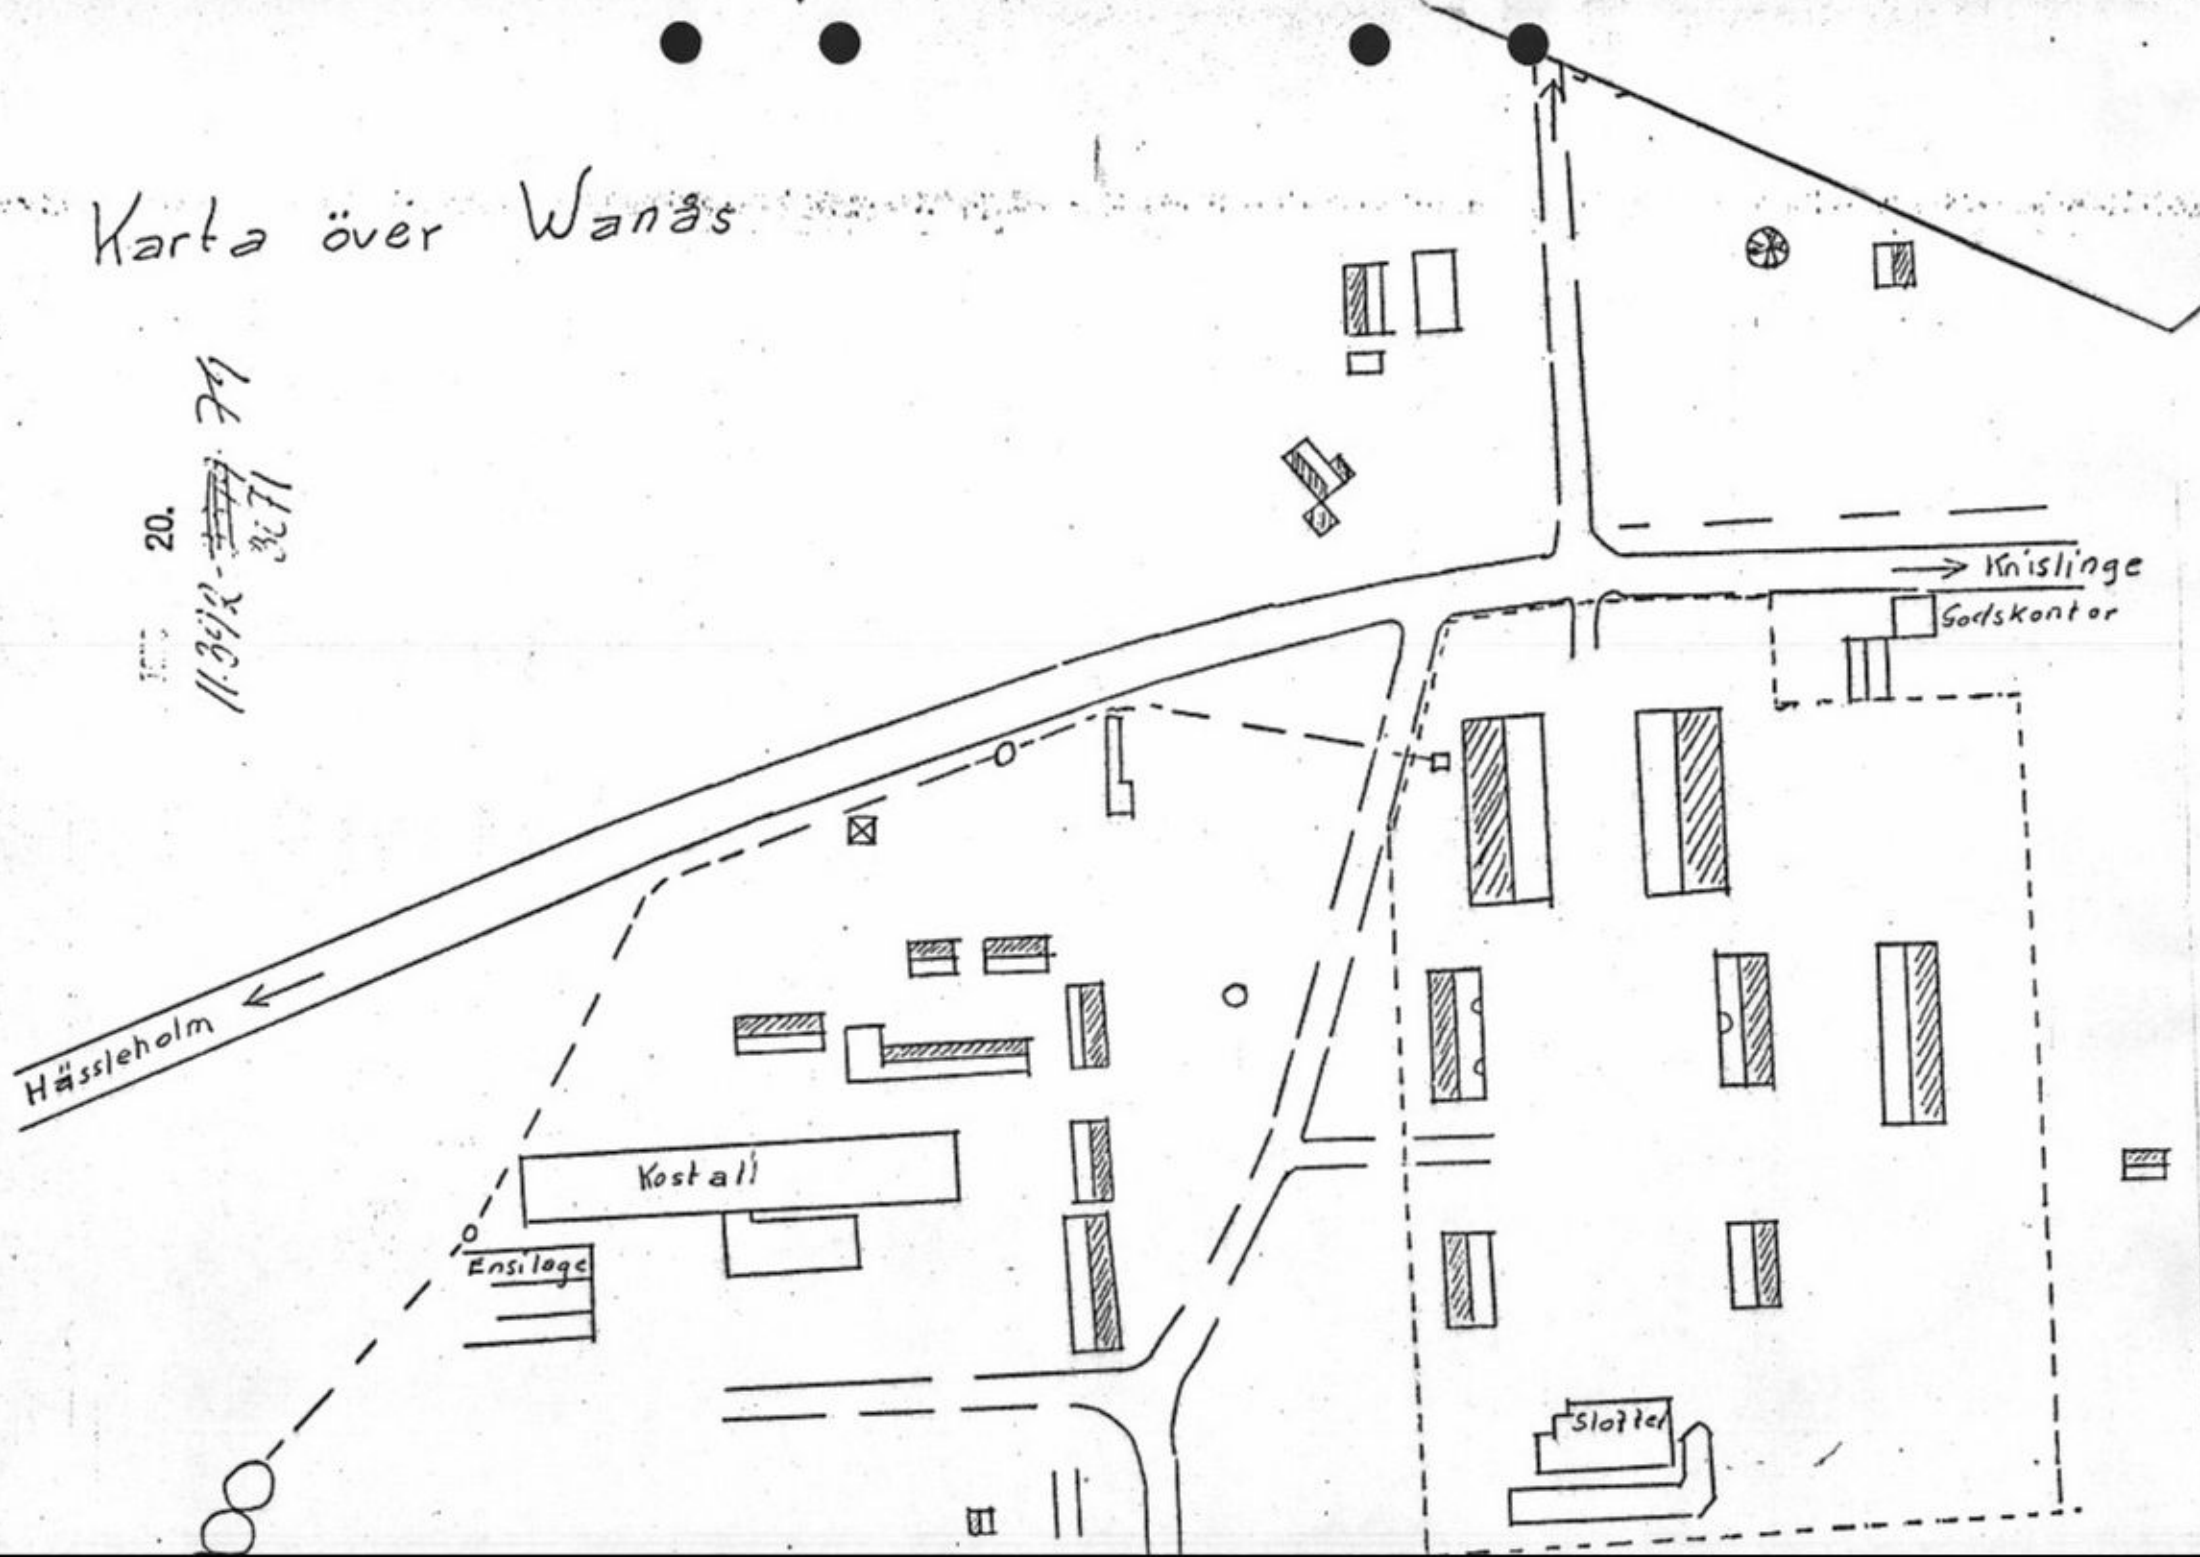 Karta över Wanås
20.
Knislinge
Godskontor
Hässleholm
Kostall
Ensilage
Slottet